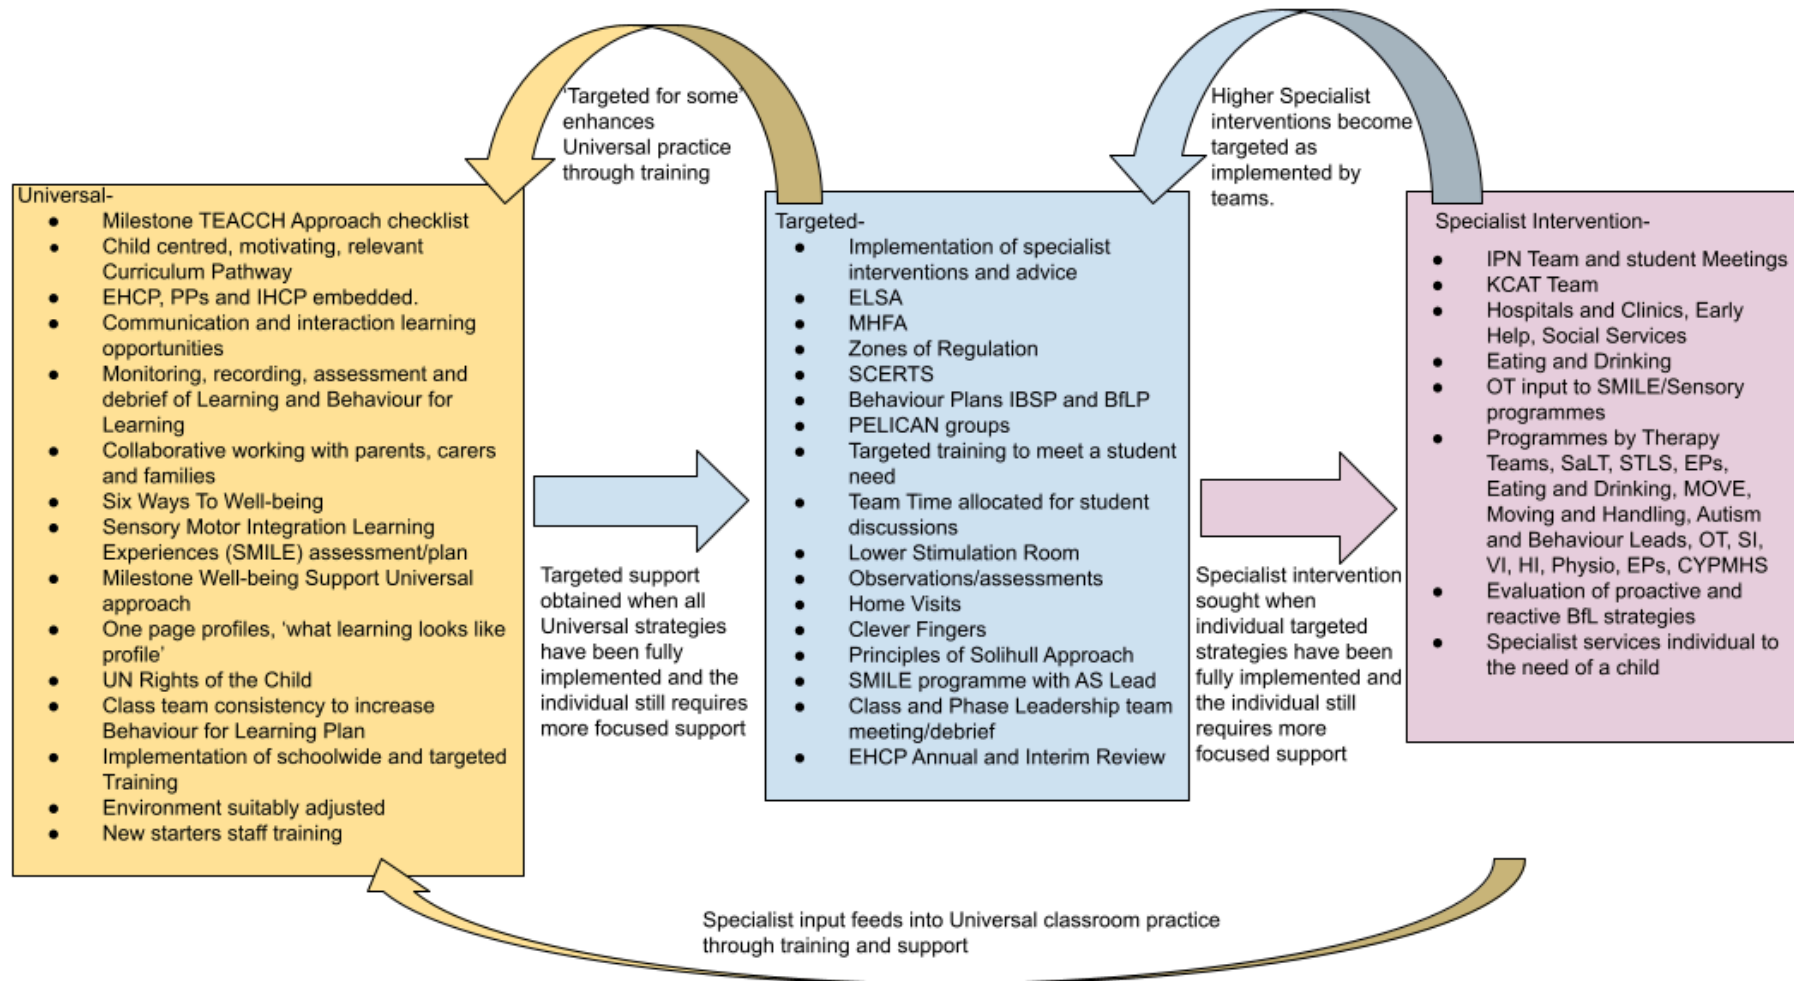 'Targeted for some'
enhances
Universal practice
through training
Higher Specialist
interventions become
targeted as
implemented by
teams.
Universal-
● Milestone TEACCH Approach checklist
● Child centred, motivating, relevant
Curriculum Pathway
● EHCP, PPs and IHCP embedded.
● Communication and interaction learning
opportunities
● Monitoring, recording, assessment and
debrief of Learning and Behaviour for
Learning
● Collaborative working with parents, carers
and families
● Six Ways To Well-being
● Sensory Motor Integration Learning
Experiences (SMILE) assessment/plan
● Milestone Well-being Support Universal
approach
● One page profiles, ‘what learning looks like
profile’
● UN Rights of the Child
● Class team consistency to increase
Behaviour for Learning Plan
● Implementation of schoolwide and targeted
Training
● Environment suitably adjusted
● New starters staff training
Targeted support
obtained when all
Universal strategies
have been fully
implemented and the
individual still requires
more focused support
Targeted-
● Implementation of specialist
interventions and advice
● ELSA
● MHFA
● Zones of Regulation
● SCERTS
● Behaviour Plans IBSP and BfLP
● PELICAN groups
● Targeted training to meet a student
need
● Team Time allocated for student
discussions
● Lower Stimulation Room
● Observations/assessments
● Home Visits
● Clever Fingers
● Principles of Solihull Approach
● SMILE programme with AS Lead
● Class and Phase Leadership team
meeting/debrief
● EHCP Annual and Interim Review
Specialist intervention
sought when
individual targeted
strategies have been
fully implemented and
the individual still
requires more
focused support
Specialist Intervention-
● IPN Team and student Meetings
● KCAT Team
● Hospitals and Clinics, Early
Help, Social Services
● Eating and Drinking
● OT input to SMILE/Sensory
programmes
● Programmes by Therapy
Teams, SaLT, STLS, EPs,
Eating and Drinking, MOVE,
Moving and Handling, Autism
and Behaviour Leads, OT, SI,
VI, HI, Physio, EPs, CYPMHS
● Evaluation of proactive and
reactive BfL strategies
● Specialist services individual to
the need of a child
Specialist input feeds into Universal classroom practice
through training and support